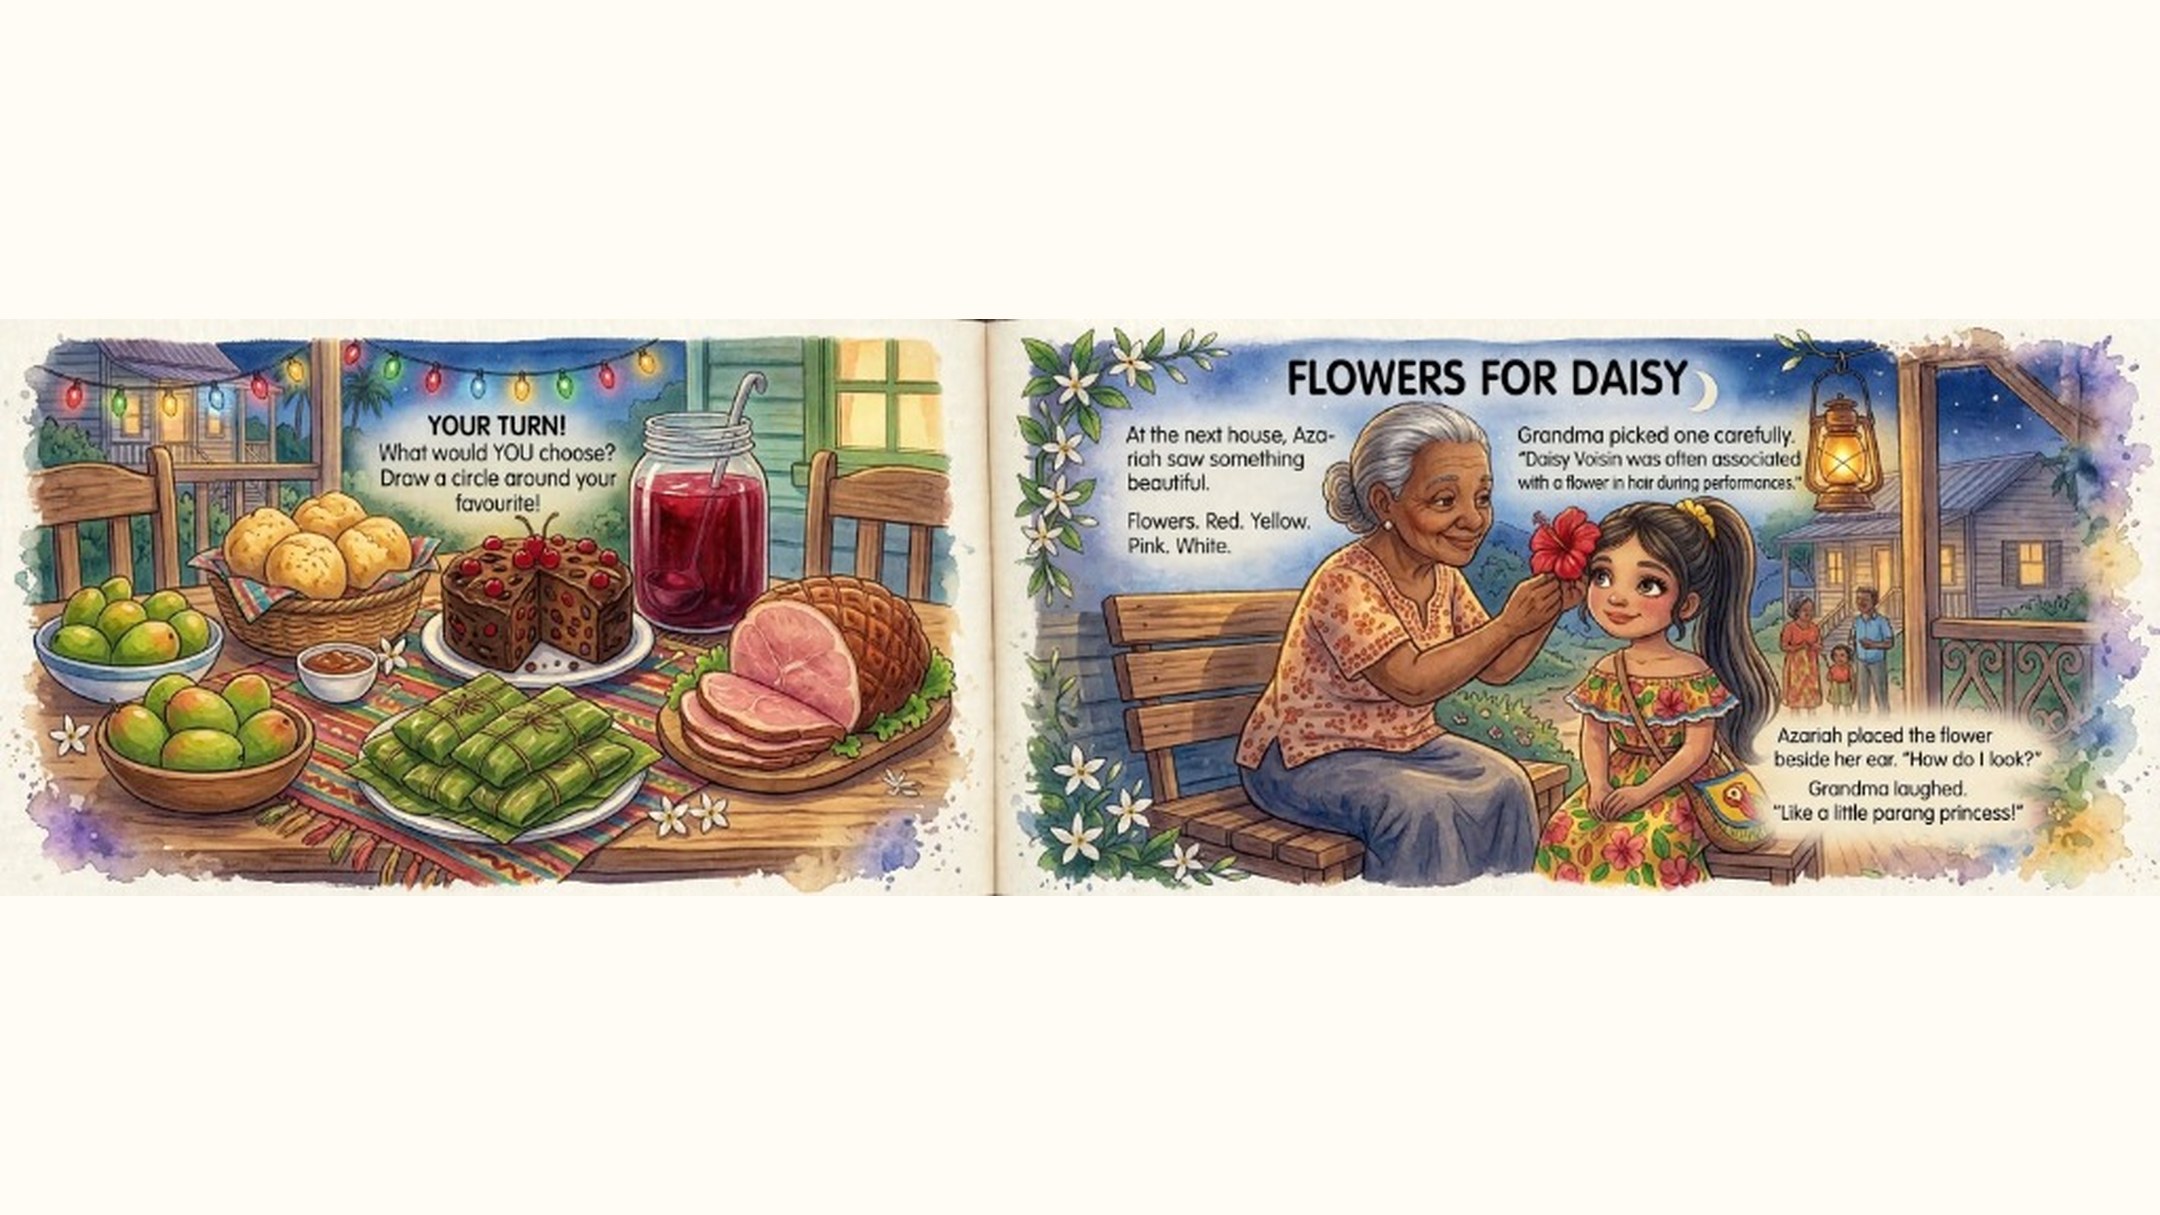 YOUR TURN!
What would YOU choose?
Draw a circle around your
favourite!
FLOWERS FOR DAISY
At the next house, Aza-
riah saw something
beautiful.
Flowers. Red. Yellow.
Pink. White.
Grandma picked one carefully.
"Daisy Voisin was often associated
with a flower in hair during performances."
Azariah placed the flower
beside her ear. "How do I look?"
Grandma laughed.
"Like a little parang princess!"